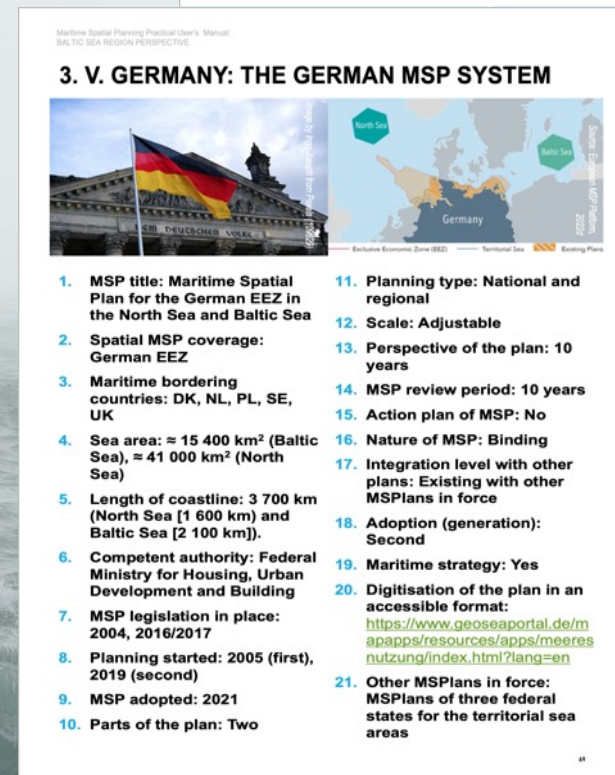 Maritime Spatial Planning Practical User's Manual:
BALTIC SEA REGION PERSPECTIVE
3. V. GERMANY: THE GERMAN MSP SYSTEM
DEM DEUTSCHEN VOLKE
Image by
from
North Sea
Baltic Sea
Germany
Source: European MSP Platform,
2022d
Exclusive Economic Zone (EEZ)
Territorial Sea
Existing Plans
1. MSP title: Maritime Spatial
Plan for the German EEZ in
the North Sea and Baltic Sea
2. Spatial MSP coverage:
German EEZ
3. Maritime bordering
countries: DK, NL, PL, SE,
UK
4. Sea area: ≈ 15 400 km² (Baltic
Sea), ≈ 41 000 km² (North
Sea)
5. Length of coastline: 3 700 km
(North Sea [1 600 km) and
Baltic Sea [2 100 km]).
6. Competent authority: Federal
Ministry for Housing, Urban
Development and Building
7. MSP legislation in place:
2004, 2016/2017
8. Planning started: 2005 (first),
2019 (second)
9. MSP adopted: 2021
10. Parts of the plan: Two
11. Planning type: National and
regional
12. Scale: Adjustable
13. Perspective of the plan: 10
years
14. MSP review period: 10 years
15. Action plan of MSP: No
16. Nature of MSP: Binding
17. Integration level with other
plans: Existing with other
MSPlans in force
18. Adoption (generation):
Second
19. Maritime strategy: Yes
20. Digitisation of the plan in an
accessible format:
https://www.geoseaportal.de/m
apapps/resources/apps/meeres
nutzung/index.html?lang=en
21. Other MSPlans in force:
MSPlans of three federal
states for the territorial sea
areas